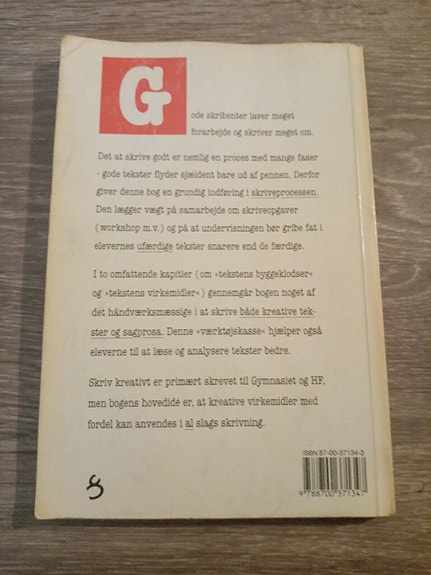 Gode skribenter laver meget
forarbejde og skriver meget om.
Det at skrive godt er nemlig en proces med mange faser
- gode tekster flyder sjældent bare ud af pennen. Derfor
giver denne bog en grundig indføring i skriveprocessen.
Den lægger vægt på samarbejde om skriveopgaver
(workshop m.v.) og på at undervisningen bør gribe fat i
elevernes ufærdige tekster snarere end de færdige.
I to omfattende kapitler (om »tekstens byggeklodser«
og »tekstens virkemidler«) gennemgår bogen noget af
det håndværksmæssige i at skrive både kreative tek-
ster og sagprosa. Denne »værktøjskasse« hjælper også
eleverne til at læse og analysere tekster bedre.
Skriv kreativt er primært skrevet til Gymnasiet og HF,
men bogens hovedidé er, at kreative virkemidler med
fordel kan anvendes i al slags skrivning.
ISBN 87-00-37134-3
9 788700 371347